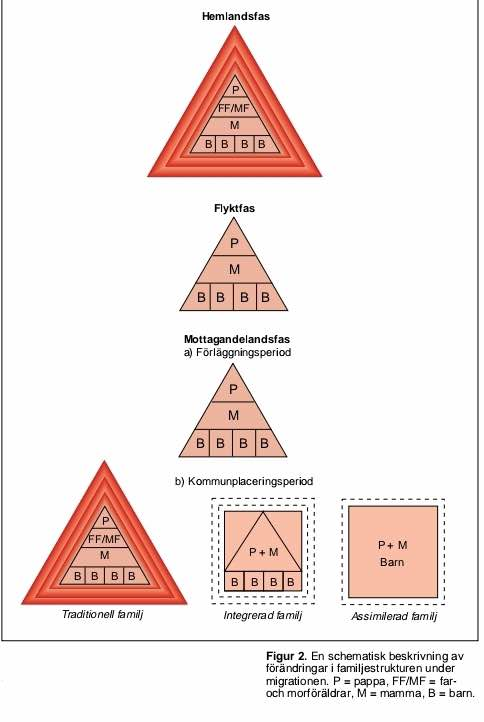 Hemlandsfas
P
FF/MF
M
B B B B
Flyktfas
P
M
B B B B
Mottagandelandsfas
a) Förläggningsperiod
P
M
B B B B
b) Kommunplaceringsperiod
P
FF/MF
M
B B B B
Traditionell familj
P + M
B B B B
Integrerad familj
P + M
Barn
Assimilerad familj
Figur 2. En schematisk beskrivning av
förändringar i familjestrukturen under
migrationen. P = pappa, FF/MF = far-
och morföräldrar, M = mamma, B = barn.